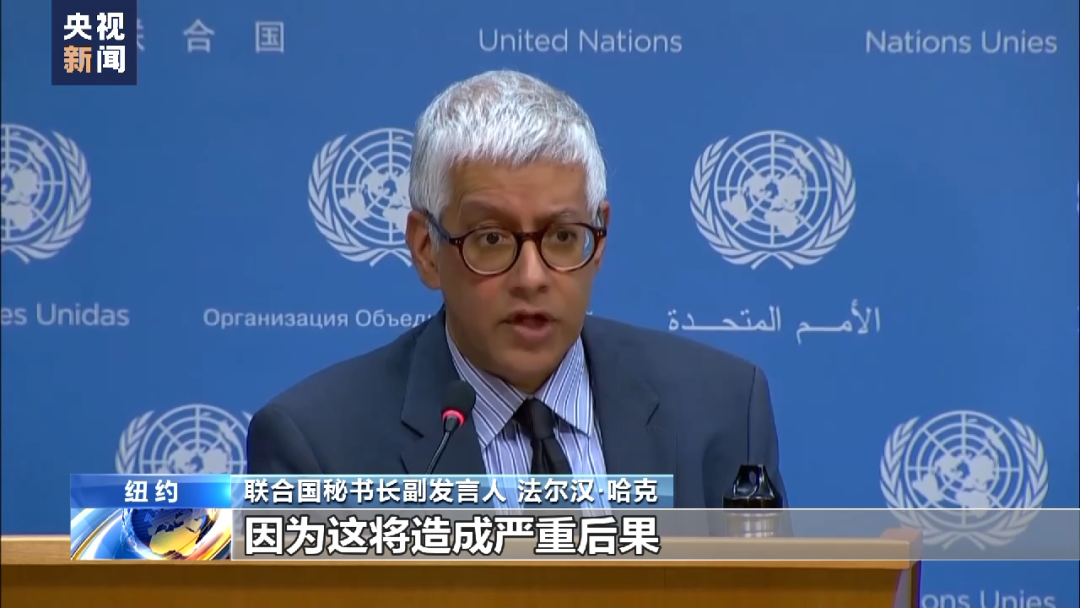 央视
新闻
合国
United Nations
Nations Unies
es Unidas
Организация Объеди
الأمم المتحدة
纽约
联合国秘书长副发言人 法尔汉·哈克
因为这将造成严重后果
ons Unies